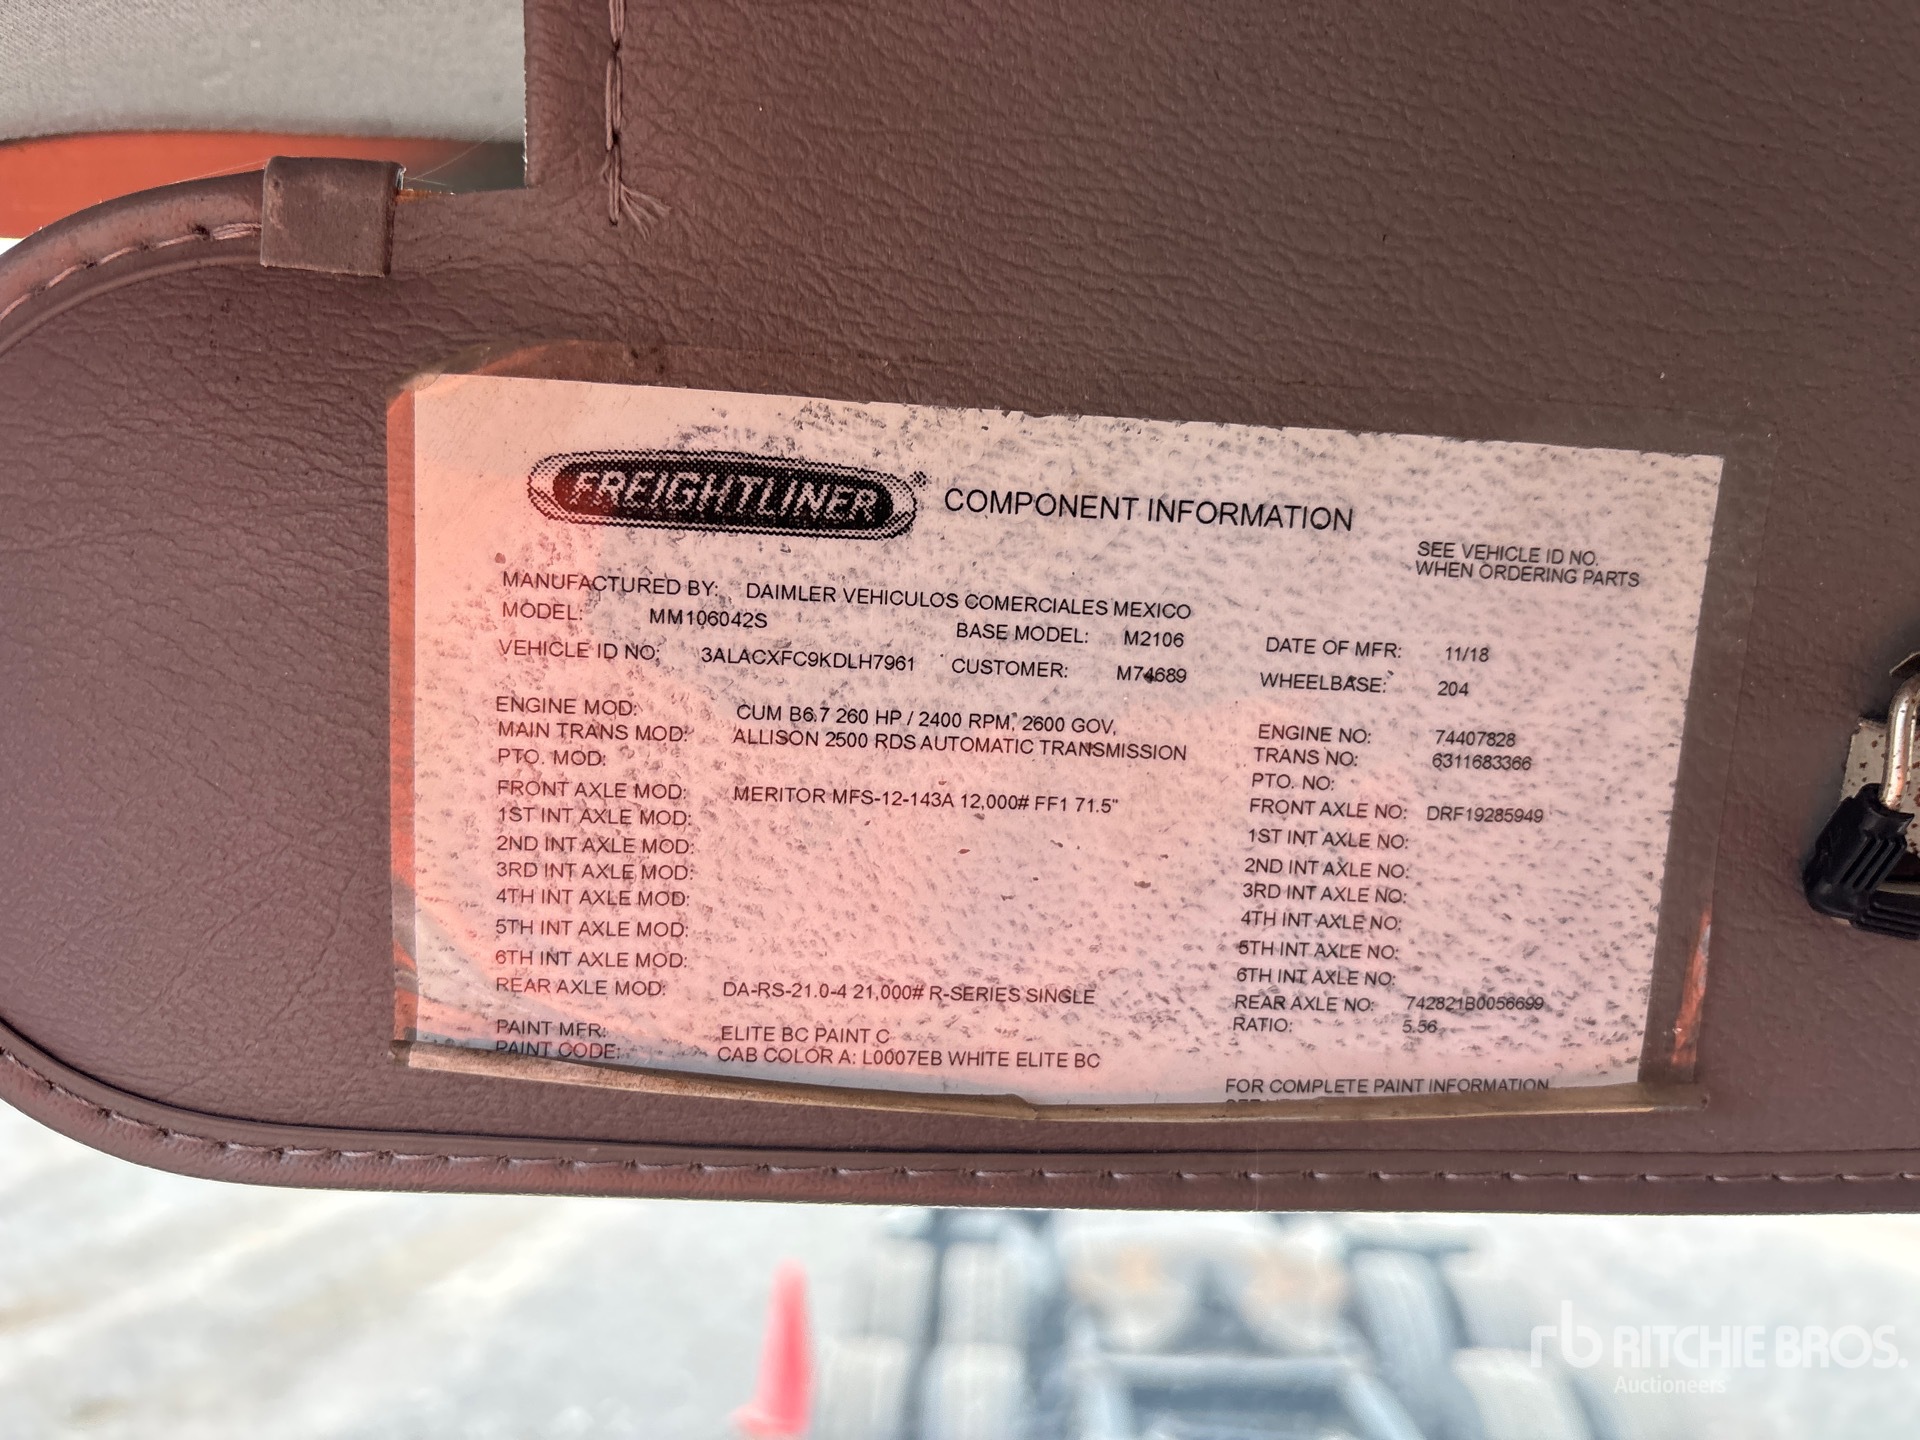 FREIGHTLINER® COMPONENT INFORMATION
SEE VEHICLE ID NO.
WHEN ORDERING PARTS
MANUFACTURED BY: DAIMLER VEHICULOS COMERCIALES MEXICO
MODEL: MM106042S BASE MODEL: M2106 DATE OF MFR: 11/18
VEHICLE ID NO: 3ALACXFC9KDLH7961 CUSTOMER: M74689 WHEELBASE: 204
ENGINE MOD: CUM B6.7 260 HP / 2400 RPM, 2600 GOV, ENGINE NO: 74407828
MAIN TRANS MOD: ALLISON 2500 RDS AUTOMATIC TRANSMISSION TRANS NO: 6311683366
PTO. MOD: PTO. NO:
FRONT AXLE MOD: MERITOR MFS-12-143A 12,000# FF1 71.5" FRONT AXLE NO: DRF19285949
1ST INT AXLE MOD: 1ST INT AXLE NO:
2ND INT AXLE MOD: 2ND INT AXLE NO:
3RD INT AXLE MOD: 3RD INT AXLE NO:
4TH INT AXLE MOD: 4TH INT AXLE NO:
5TH INT AXLE MOD: 5TH INT AXLE NO:
6TH INT AXLE MOD: 6TH INT AXLE NO:
REAR AXLE MOD: DA-RS-21.0-4 21,000# R-SERIES SINGLE REAR AXLE NO: 742821B0056699
RATIO: 5.56
PAINT MFR: ELITE BC PAINT C
PAINT CODE: CAB COLOR A: L0007EB WHITE ELITE BC
FOR COMPLETE PAINT INFORMATION
rb RITCHIE BROS.
Auctioneers